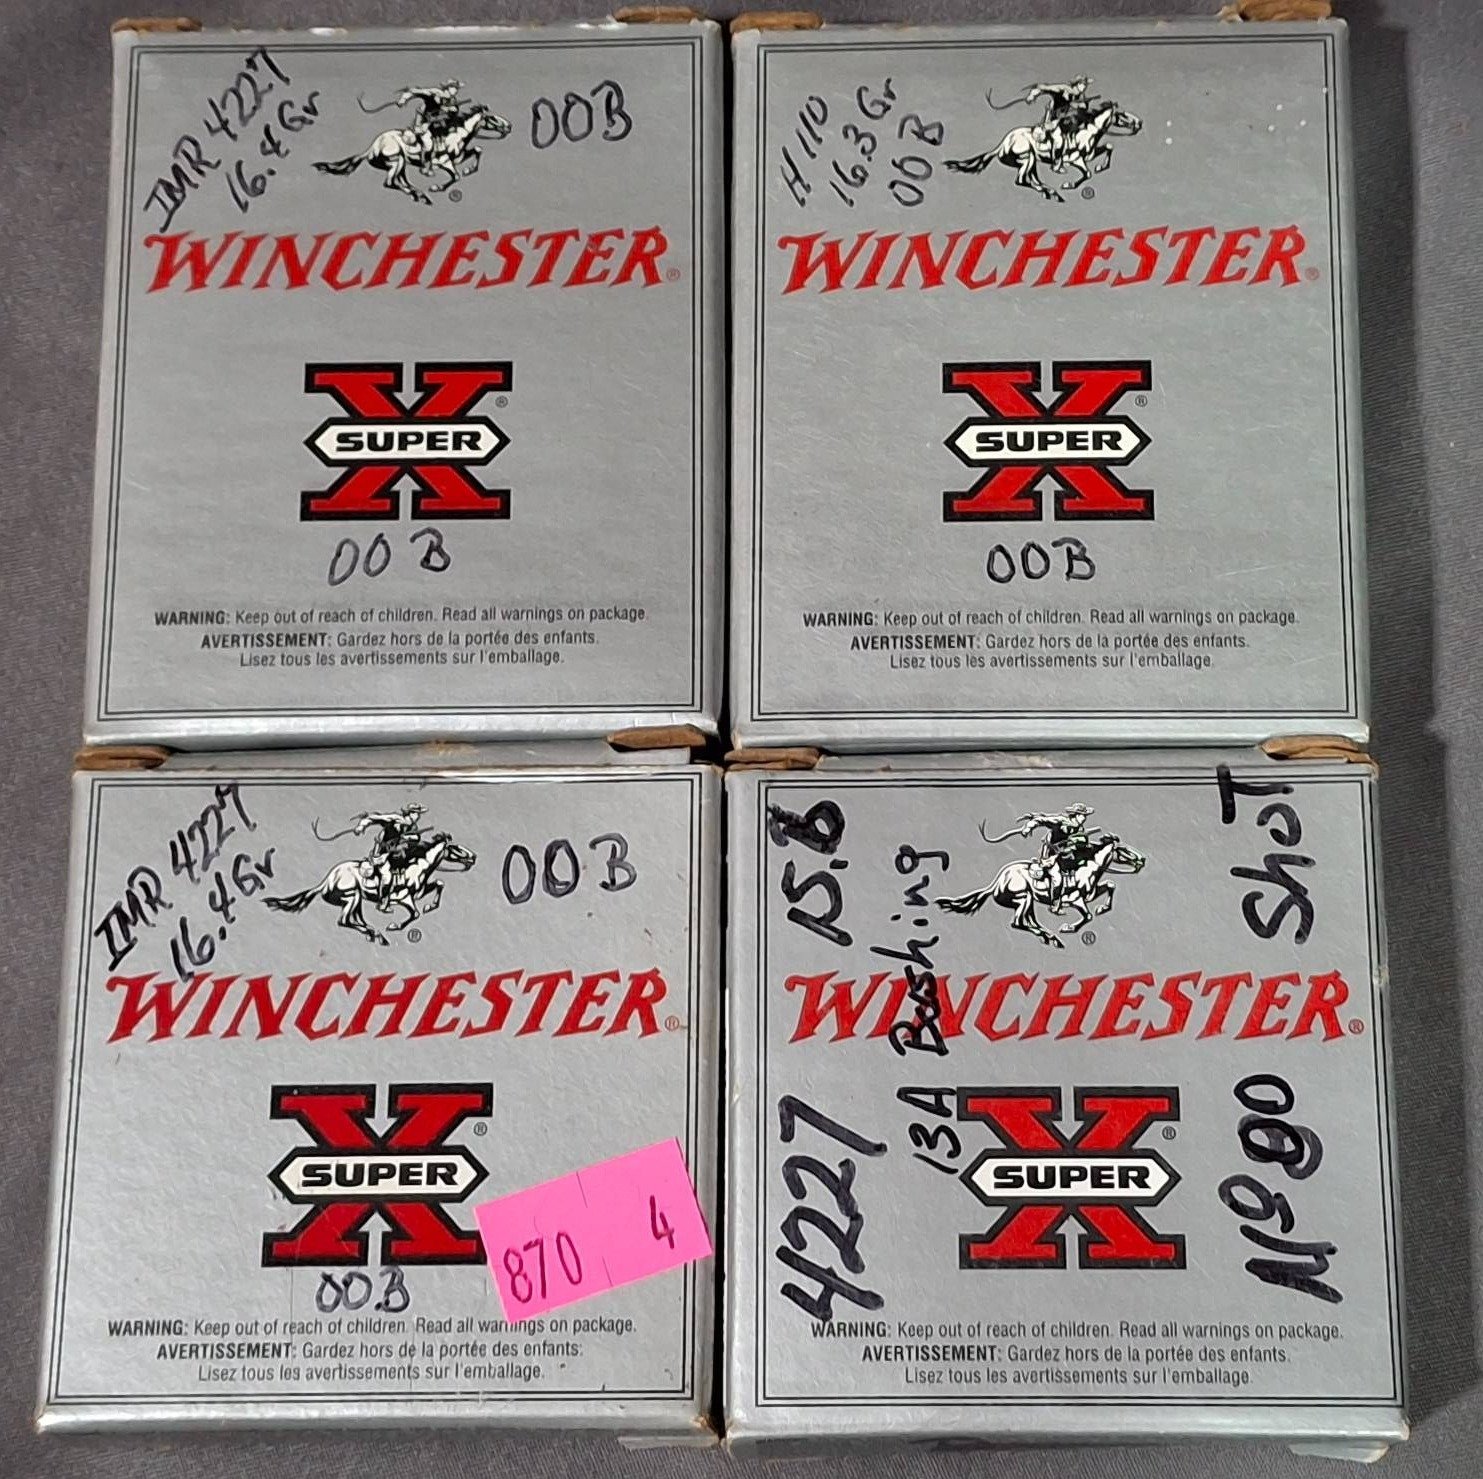 IMR 4227
16.4 Gr
00B
WINCHESTER®
SUPER X®
00 B
WARNING: Keep out of reach of children. Read all warnings on package.
AVERTISSEMENT: Gardez hors de la portée des enfants.
Lisez tous les avertissements sur l'emballage.
H 110
16.3 Gr
00 B
WINCHESTER®
SUPER X®
00B
WARNING: Keep out of reach of children. Read all warnings on package.
AVERTISSEMENT: Gardez hors de la portée des enfants.
Lisez tous les avertissements sur l'emballage.
IMR 4227
16.4 Gr
00B
WINCHESTER®
SUPER X®
870 4
00B
WARNING: Keep out of reach of children. Read all warnings on package.
AVERTISSEMENT: Gardez hors de la portée des enfants.
Lisez tous les avertissements sur l'emballage.
4227
13A Bushing
Shot
WINCHESTER®
SUPER X®
WARNING: Keep out of reach of children. Read all warnings on package.
AVERTISSEMENT: Gardez hors de la portée des enfants.
Lisez tous les avertissements sur l'emballage.